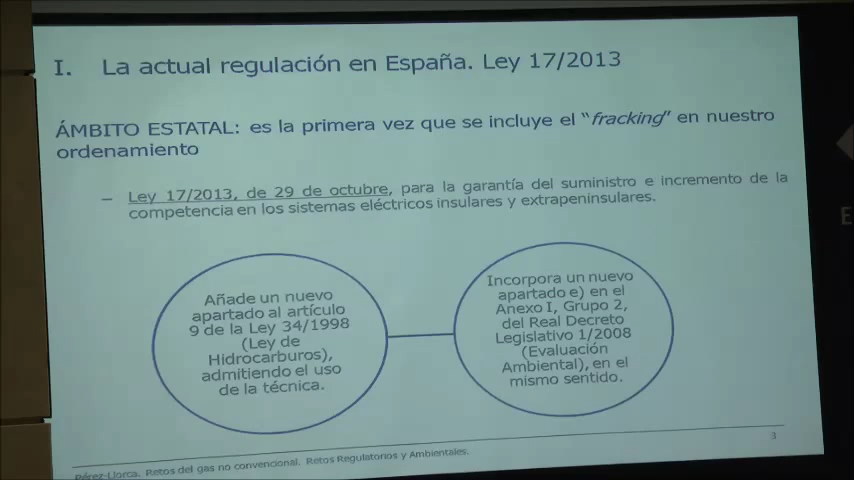 I. La actual regulación en España. Ley 17/2013
ÁMBITO ESTATAL: es la primera vez que se incluye el "fracking" en nuestro
ordenamiento
– Ley 17/2013, de 29 de octubre, para la garantía del suministro e incremento de la
competencia en los sistemas eléctricos insulares y extrapeninsulares.
Añade un nuevo
apartado al artículo
9 de la Ley 34/1998
(Ley de
Hidrocarburos),
admitiendo el uso
de la técnica.
Incorpora un nuevo
apartado e) en el
Anexo I, Grupo 2,
del Real Decreto
Legislativo 1/2008
(Evaluación
Ambiental), en el
mismo sentido.
3
Pérez-Llorca. Retos del gas no convencional. Retos Regulatorios y Ambientales.
E